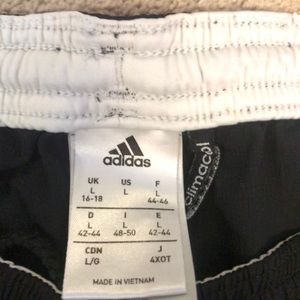 adidas
UK US F
L L L
16-18 44-46
D I E
L L L
42-44 48-50 42-44
CDN J
L/G 4XOT
MADE IN VIETNAM
climacool